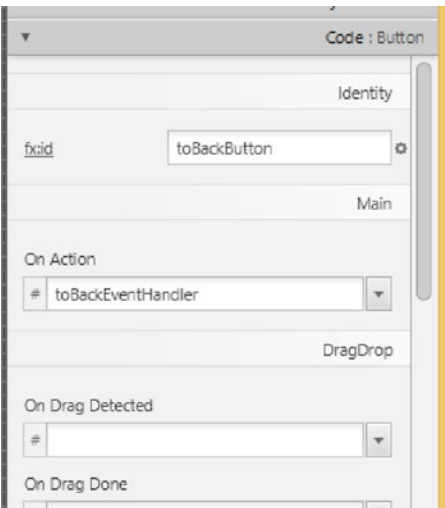 Code : Button
Identity
fx:id
toBackButton
Main
On Action
# toBackEventHandler
DragDrop
On Drag Detected
#
On Drag Done